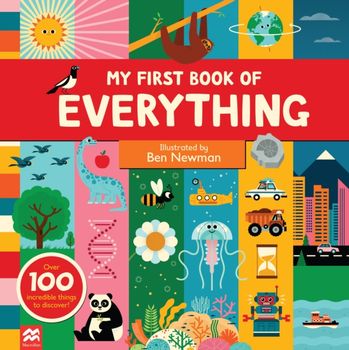 MY FIRST BOOK OF
EVERYTHING
Illustrated by
Ben Newman
Over
100
incredible things
to discover!
Macmillan